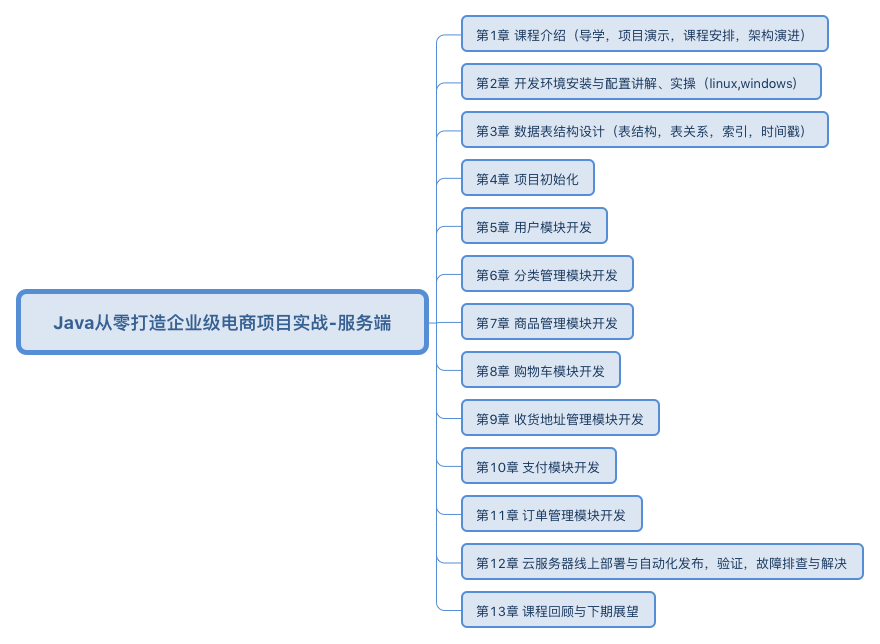 Java从零打造企业级电商项目实战-服务端
第1章 课程介绍（导学，项目演示，课程安排，架构演进）
第2章 开发环境安装与配置讲解、实操（linux,windows）
第3章 数据表结构设计（表结构，表关系，索引，时间戳）
第4章 项目初始化
第5章 用户模块开发
第6章 分类管理模块开发
第7章 商品管理模块开发
第8章 购物车模块开发
第9章 收货地址管理模块开发
第10章 支付模块开发
第11章 订单管理模块开发
第12章 云服务器线上部署与自动化发布，验证，故障排查与解决
第13章 课程回顾与下期展望